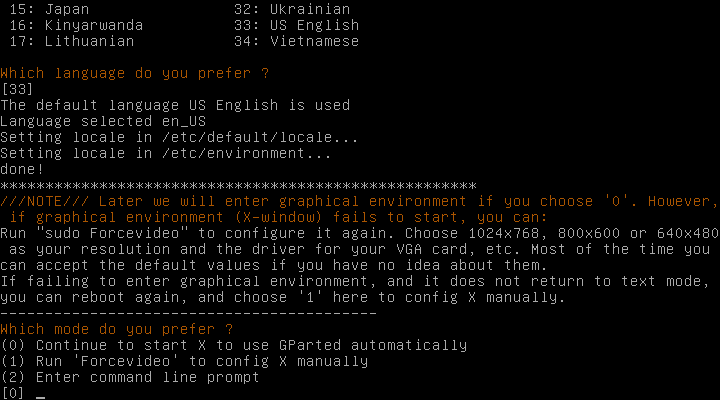 15: Japan 32: Ukrainian
16: Kinyarwanda 33: US English
17: Lithuanian 34: Vietnamese
Which language do you prefer ?
[33]
The default language US English is used
Language selected en_US
Setting locale in /etc/default/locale...
Setting locale in /etc/environment...
done!
*****************************************************
///NOTE/// Later we will enter graphical environment if you choose '0'. However,
if graphical environment (X-window) fails to start, you can:
Run "sudo Forcevideo" to configure it again. Choose 1024x768, 800x600 or 640x480
as your resolution and the driver for your VGA card, etc. Most of the time you
can accept the default values if you have no idea about them.
If failing to enter graphical environment, and it does not return to text mode,
you can reboot again, and choose '1' here to config X manually.
------------------------------------------
Which mode do you prefer ?
(0) Continue to start X to use GParted automatically
(1) Run 'Forcevideo' to config X manually
(2) Enter command line prompt
[0] _